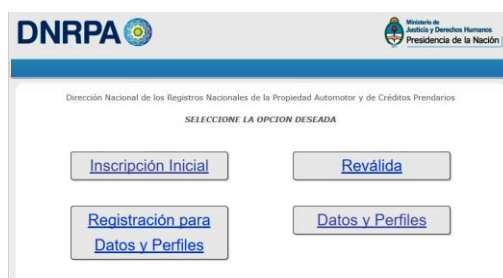 DNRPA
Ministerio de
Justicia y Derechos Humanos
Presidencia de la Nación
Dirección Nacional de los Registros Nacionales de la Propiedad Automotor y de Créditos Prendarios
SELECCIONE LA OPCION DESEADA
Inscripción Inicial
Reválida
Registración para
Datos y Perfiles
Datos y Perfiles